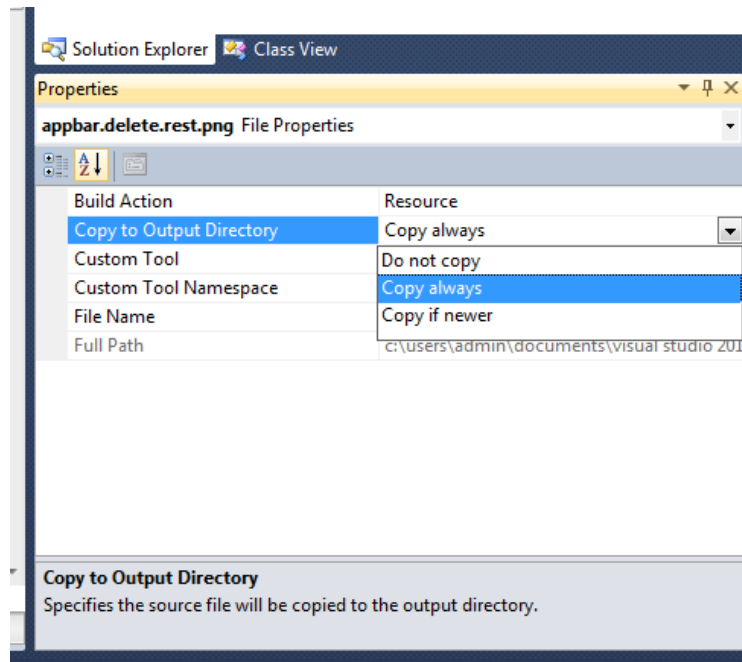 Solution Explorer Class View
Properties
appbar.delete.rest.png File Properties
Build Action Resource
Copy to Output Directory Copy always
Custom Tool Do not copy
Custom Tool Namespace Copy always
File Name Copy if newer
Full Path c:\users\admin\documents\visual studio 201
Copy to Output Directory
Specifies the source file will be copied to the output directory.